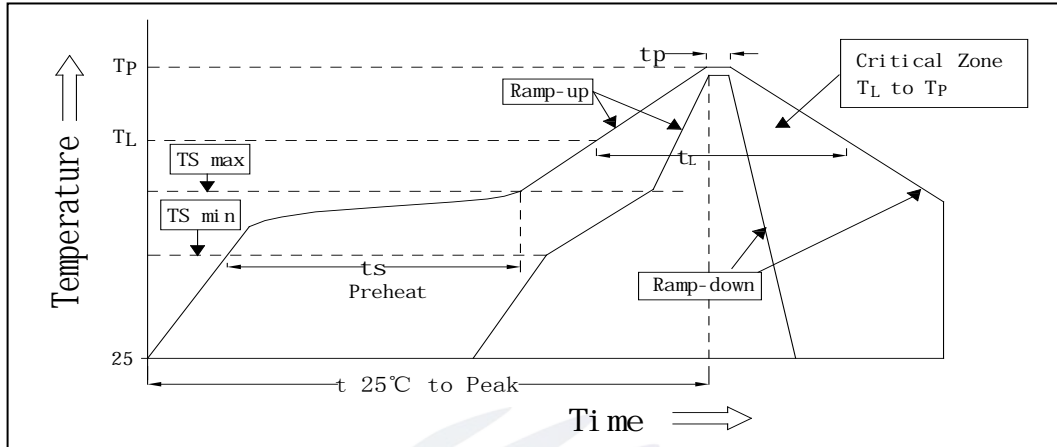 tp
TP
Critical Zone
TL to TP
Ramp-up
TL
TS max
tL
TS min
ts
Preheat
Ramp-down
25
t 25℃ to Peak
Time
Temperature